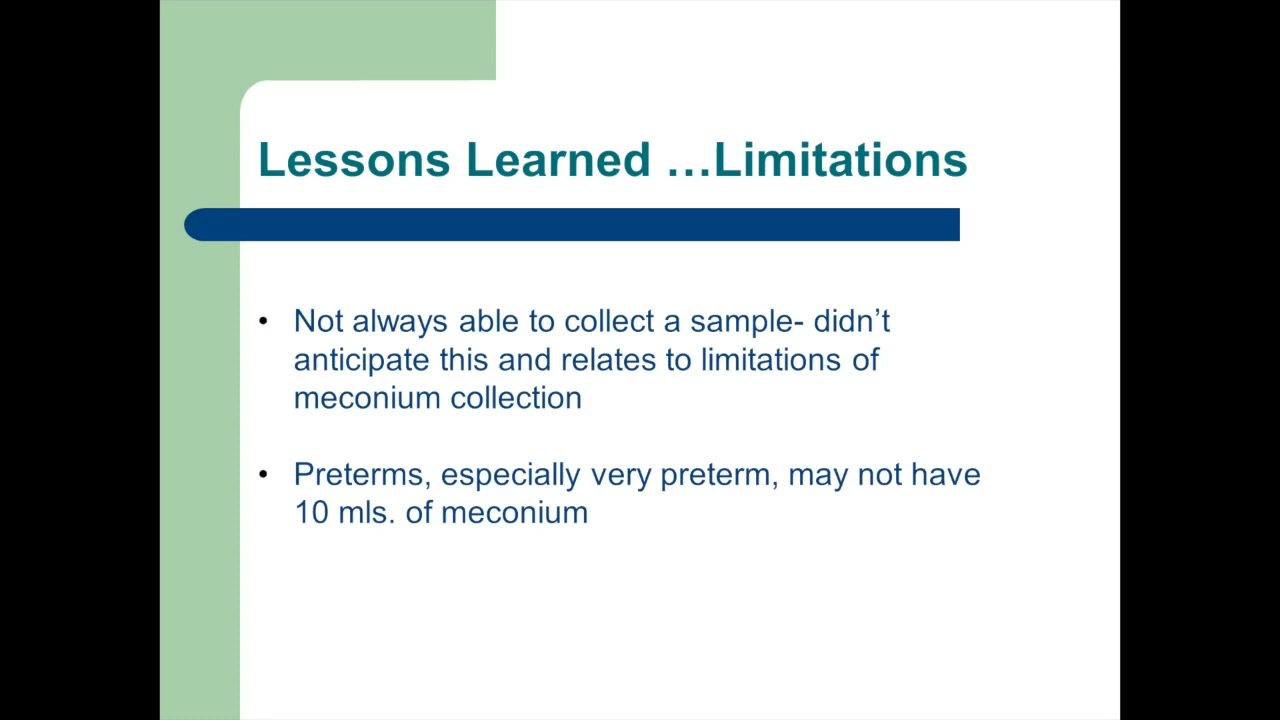 Lessons Learned …Limitations
• Not always able to collect a sample- didn’t
anticipate this and relates to limitations of
meconium collection
• Preterms, especially very preterm, may not have
10 mls. of meconium